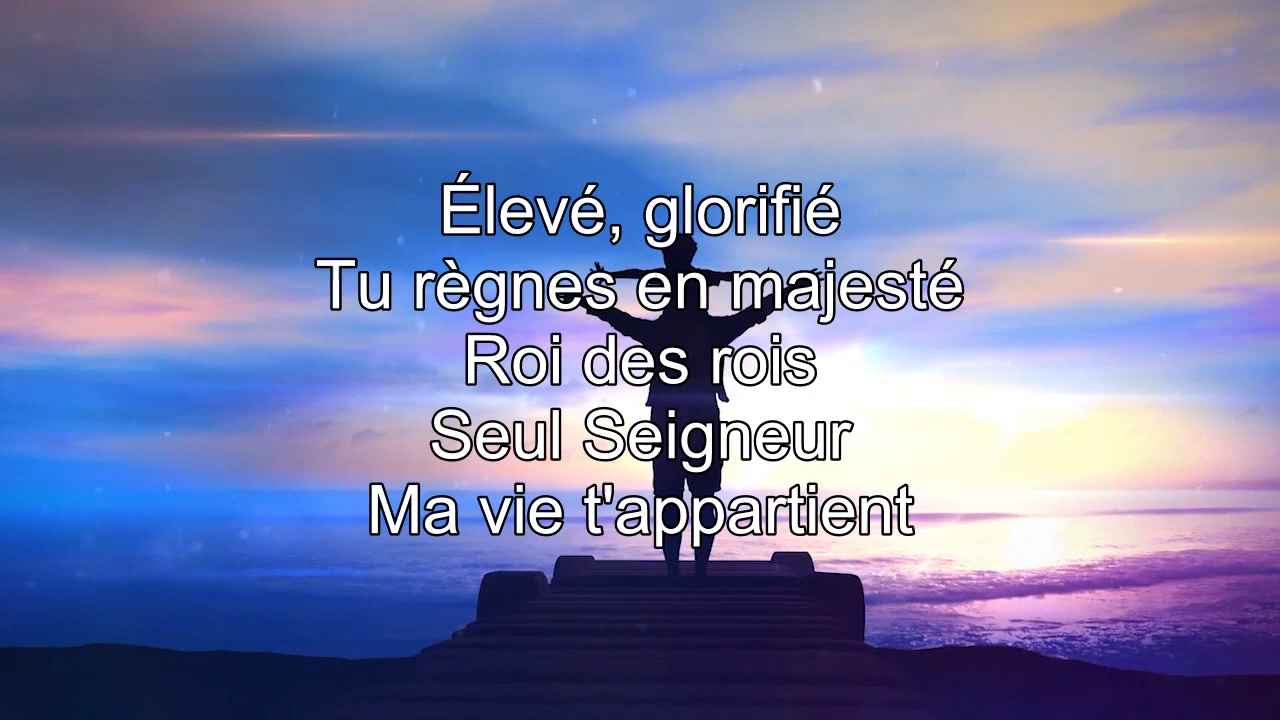 Élevé, glorifié
Tu règnes en majesté
Roi des rois
Seul Seigneur
Ma vie t'appartient